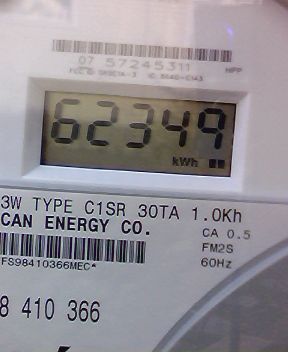 07 57245311
HPP
62349
kWh
3W TYPE C1SR 30TA 1.0Kh
CAN ENERGY CO.
CA 0.5
FM2S
60Hz
FS98410366MEC*
8 410 366